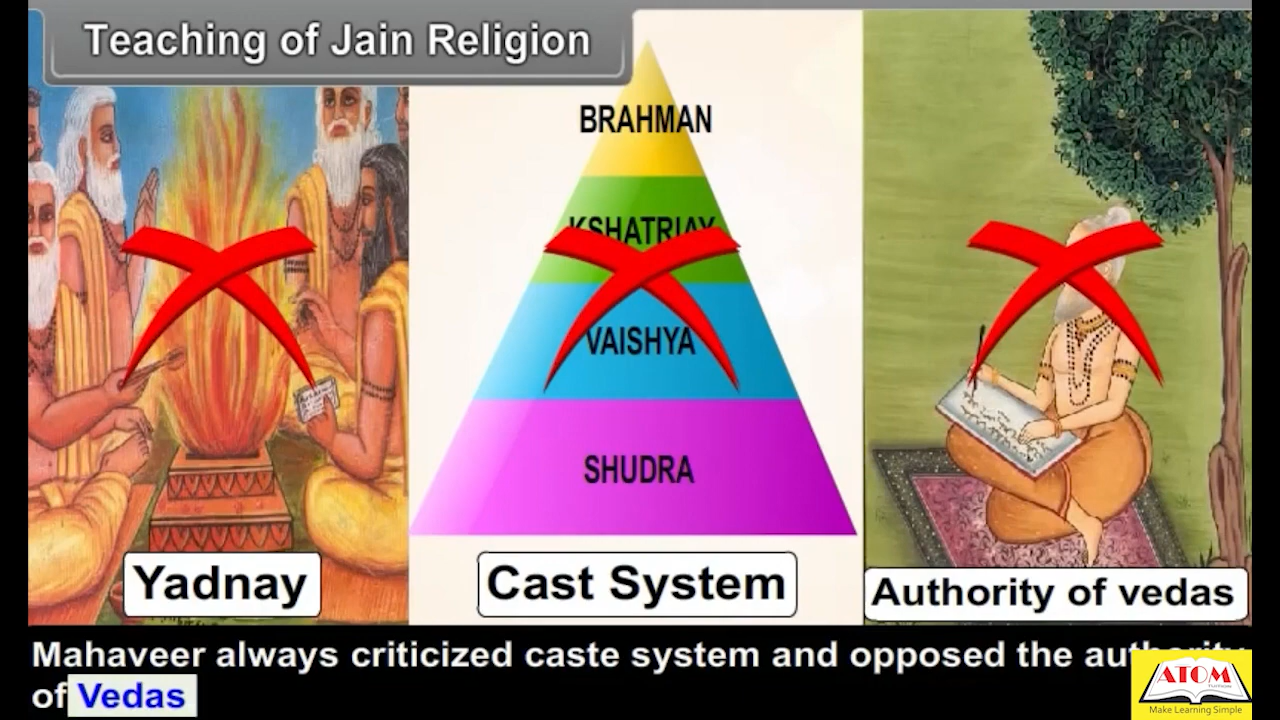 Teaching of Jain Religion
BRAHMAN
KSHATRIAY
VAISHYA
SHUDRA
Yadnay
Cast System
Authority of vedas
Mahaveer always criticized caste system and opposed the authority
of Vedas
ATOM
Make Learning Simple